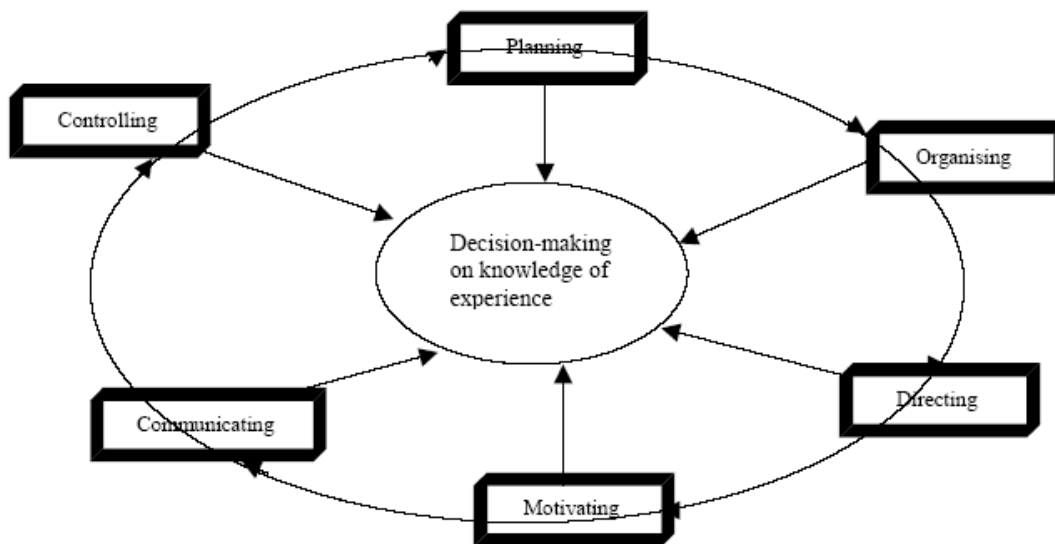 Planning
Controlling
Organising
Decision-making
on knowledge of
experience
Directing
Communicating
Motivating